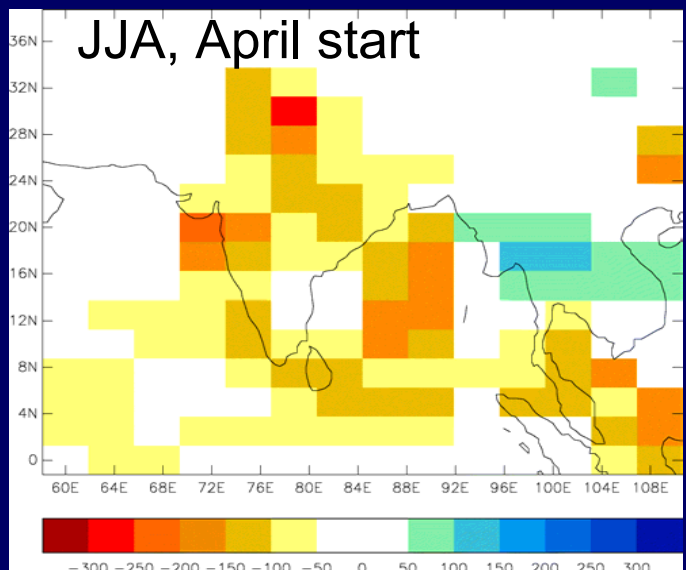 JJA, April start
36N
32N
28N
24N
20N
16N
12N
8N
4N
0
60E 64E 68E 72E 76E 80E 84E 88E 92E 96E 100E 104E 108E
-300 -250 -200 -150 -100 -50 0 50 100 150 200 250 300